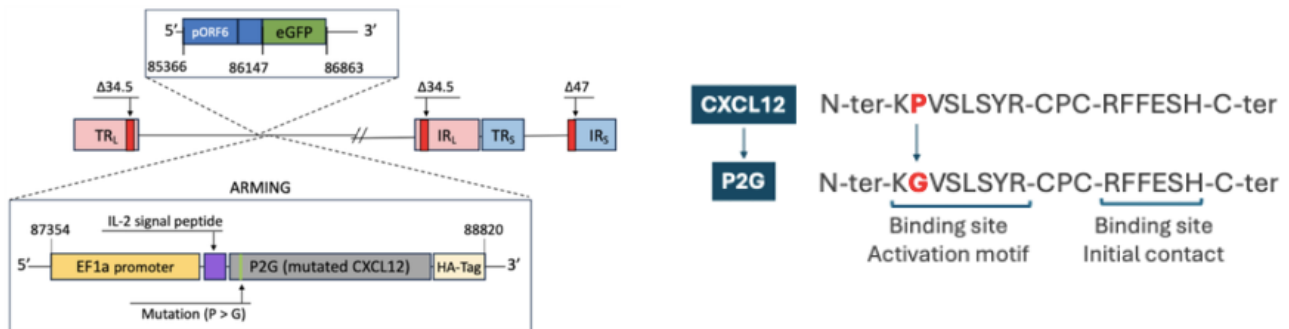 5’ pORF6 eGFP 3’
85366 86147 86863
Δ34.5 Δ34.5 Δ47
TRL IRL TRS IRS
ARMING
87354 IL-2 signal peptide 88820
5’ EF1a promoter P2G (mutated CXCL12) HA-Tag 3’
Mutation (P > G)
CXCL12 N-ter-KPVSLSYR-CPC-RFFESH-C-ter
P2G N-ter-KGVSLSYR-CPC-RFFESH-C-ter
Binding site Binding site
Activation motif Initial contact